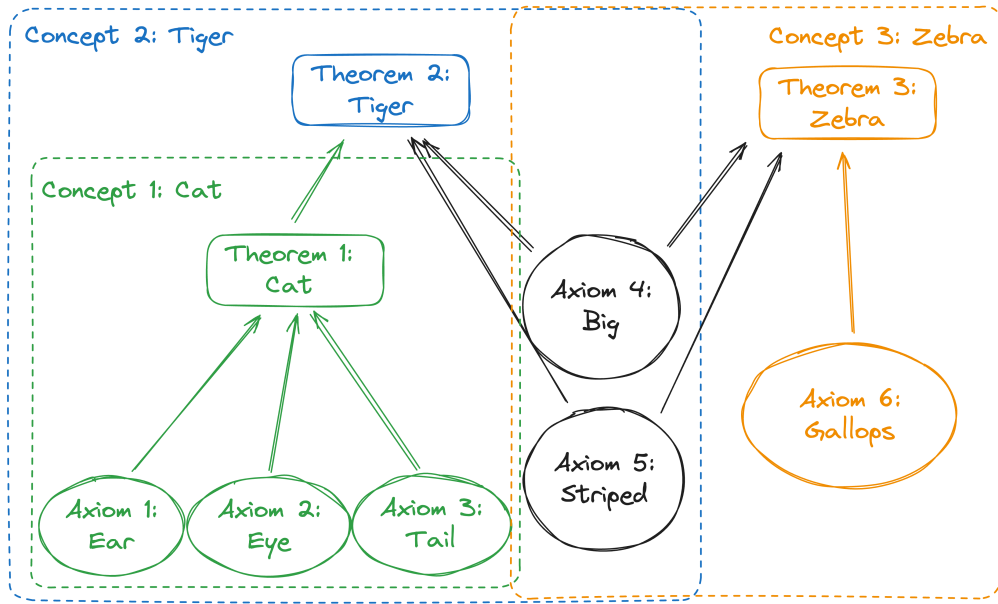 Concept 2: Tiger
Concept 3: Zebra
Theorem 2:
Tiger
Theorem 3:
Zebra
Concept 1: Cat
Theorem 1:
Cat
Axiom 4:
Big
Axiom 6:
Gallops
Axiom 5:
Striped
Axiom 1:
Ear
Axiom 2:
Eye
Axiom 3:
Tail